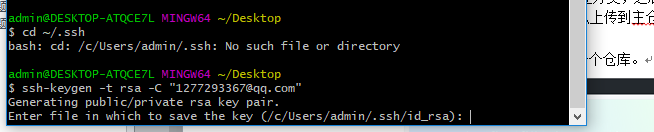 admin@DESKTOP-ATQCE7L MINGW64 ~/Desktop
$ cd ~/.ssh
bash: cd: /c/Users/admin/.ssh: No such file or directory
admin@DESKTOP-ATQCE7L MINGW64 ~/Desktop
$ ssh-keygen -t rsa -C "1277293367@qq.com"
Generating public/private rsa key pair.
Enter file in which to save the key (/c/Users/admin/.ssh/id_rsa):
上传到主仓
个仓库。